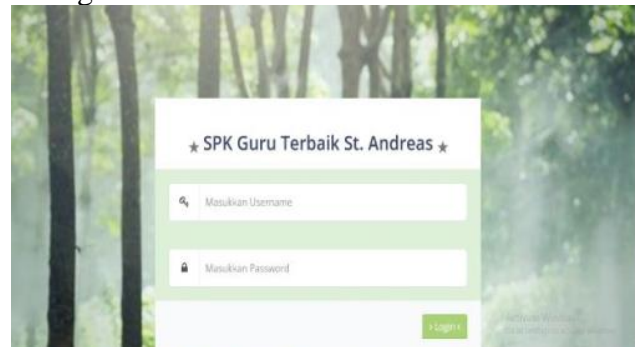 ★ SPK Guru Terbaik St. Andreas ★
Masukkan Username
Masukkan Password
Login